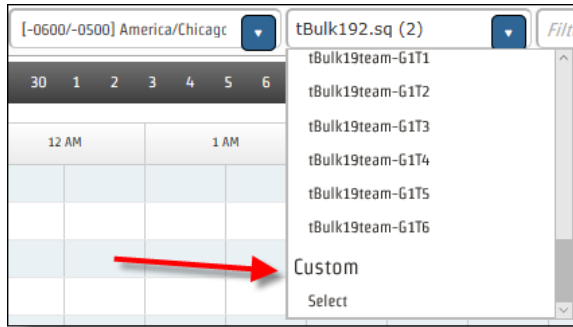 [-0600/-0500] America/Chicago
tBulk192.sq (2)
Filt
tBulk19team-G1T1
30 1 2 3 4 5 6
tBulk19team-G1T2
tBulk19team-G1T3
12 AM 1 AM
tBulk19team-G1T4
tBulk19team-G1T5
tBulk19team-G1T6
Custom
Select